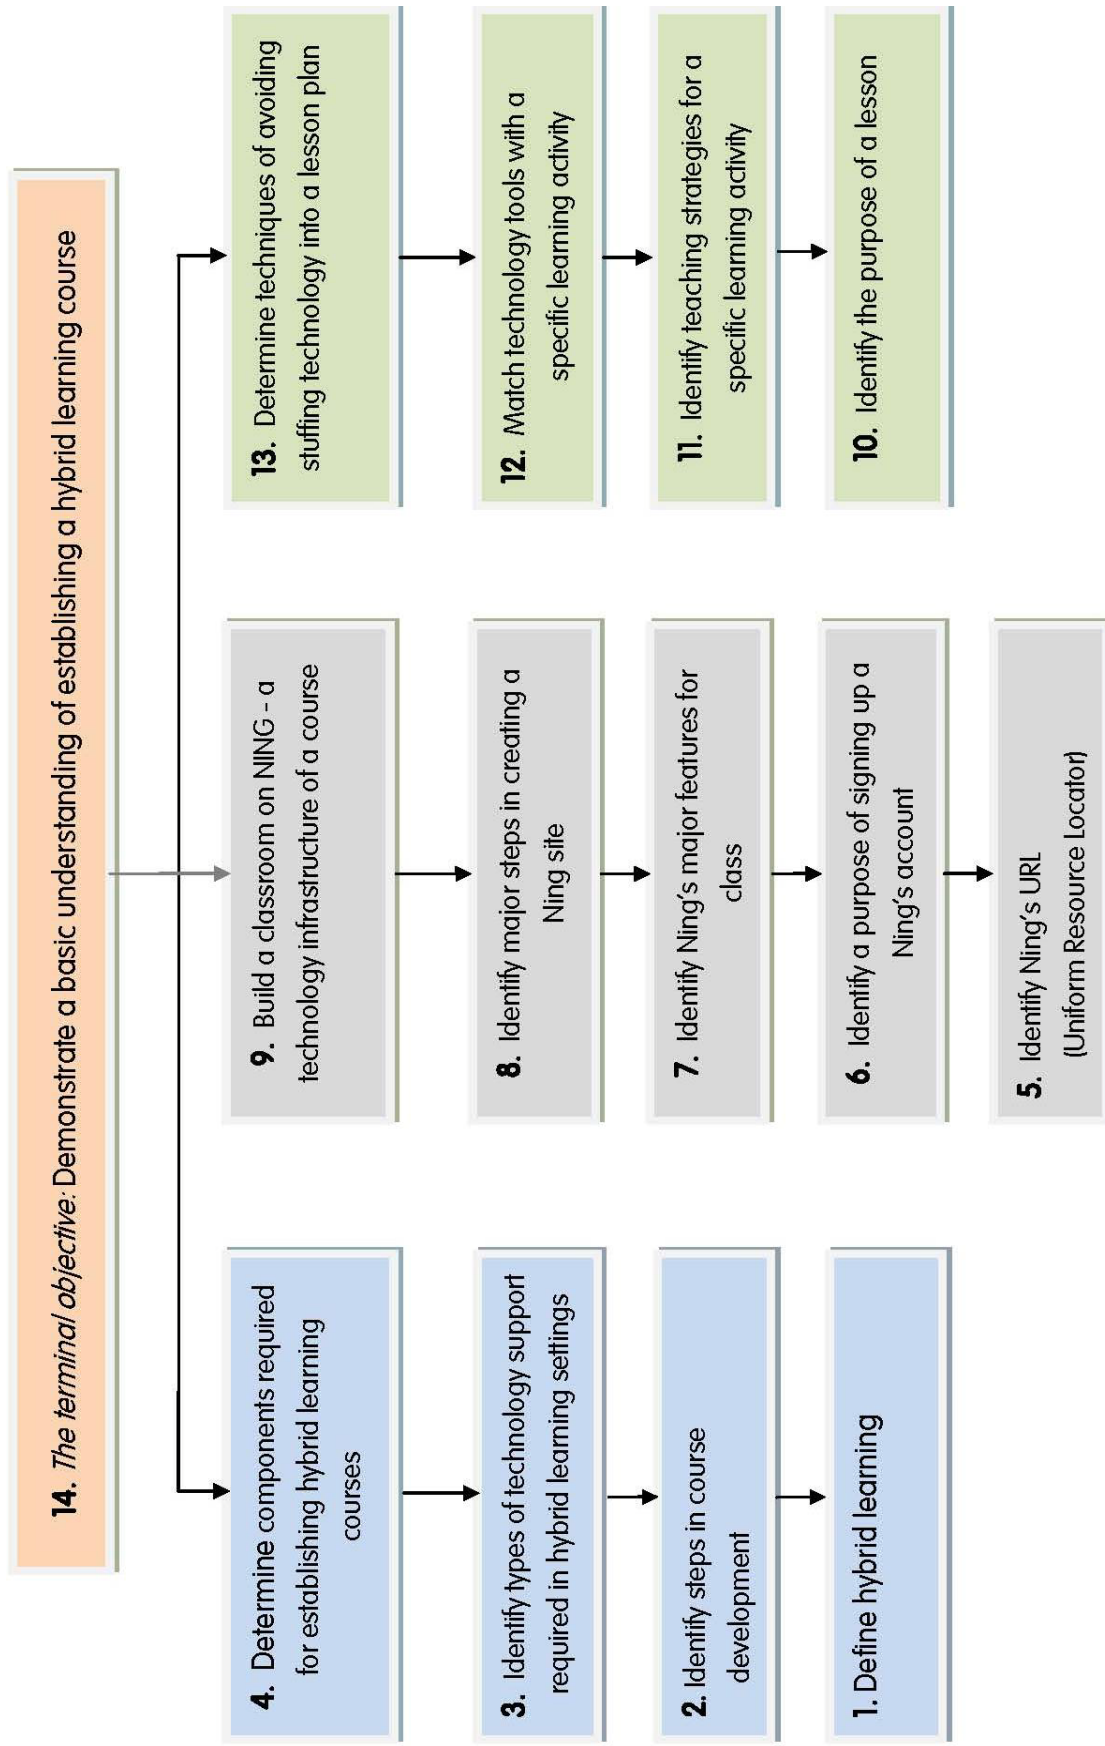 14. The terminal objective: Demonstrate a basic understanding of establishing a hybrid learning course
4. Determine components required
for establishing hybrid learning
courses
3. Identify types of technology support
required in hybrid learning settings
2. Identify steps in course
development
1. Define hybrid learning
9. Build a classroom on NING - a
technology infrastructure of a course
8. Identify major steps in creating a
Ning site
7. Identify Ning's major features for
class
6. Identify a purpose of signing up a
Ning's account
5. Identify Ning's URL
(Uniform Resource Locator)
13. Determine techniques of avoiding
stuffing technology into a lesson plan
12. Match technology tools with a
specific learning activity
11. Identify teaching strategies for a
specific learning activity
10. Identify the purpose of a lesson